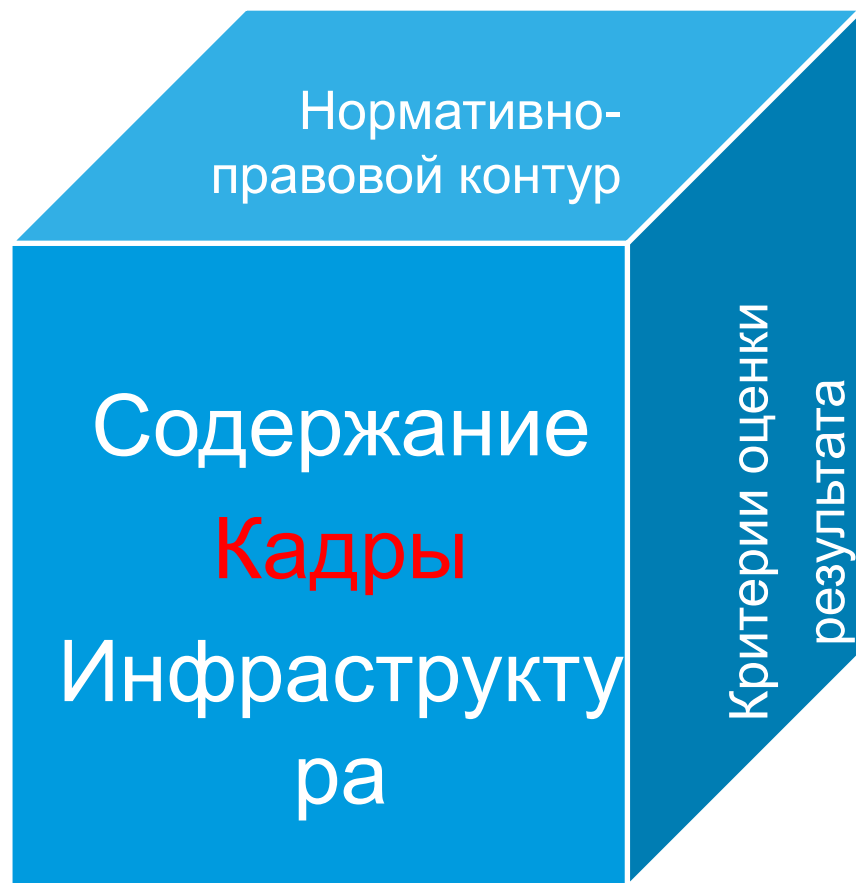 Нормативно-
правовой контур
Содержание
Кадры
Инфраструкту
ра
Критерии оценки
результата